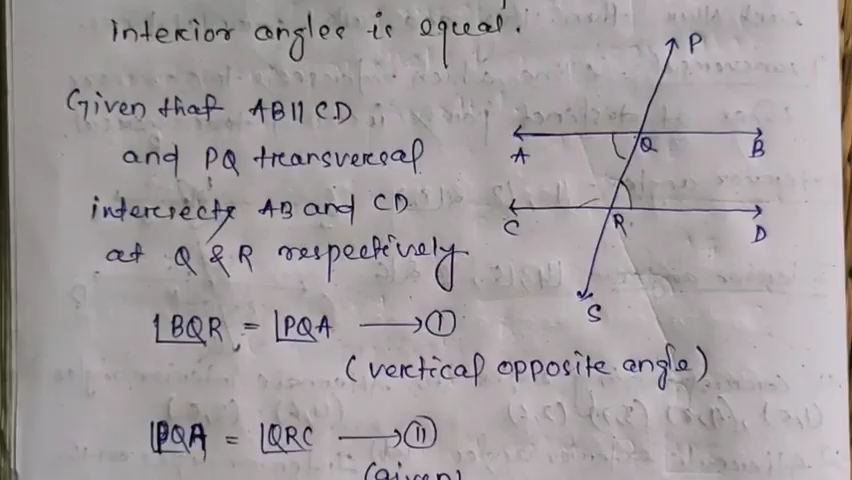 interior angles is equal.
Given that AB || CD
and PQ transversal
intersects AB and CD
at Q & R respectively
∠BQR = ∠PQA ⟶ ①
(vertical opposite angle)
∠PQA = ∠QRC ⟶ ⑪
(given)
P
A Q B
C R D
S